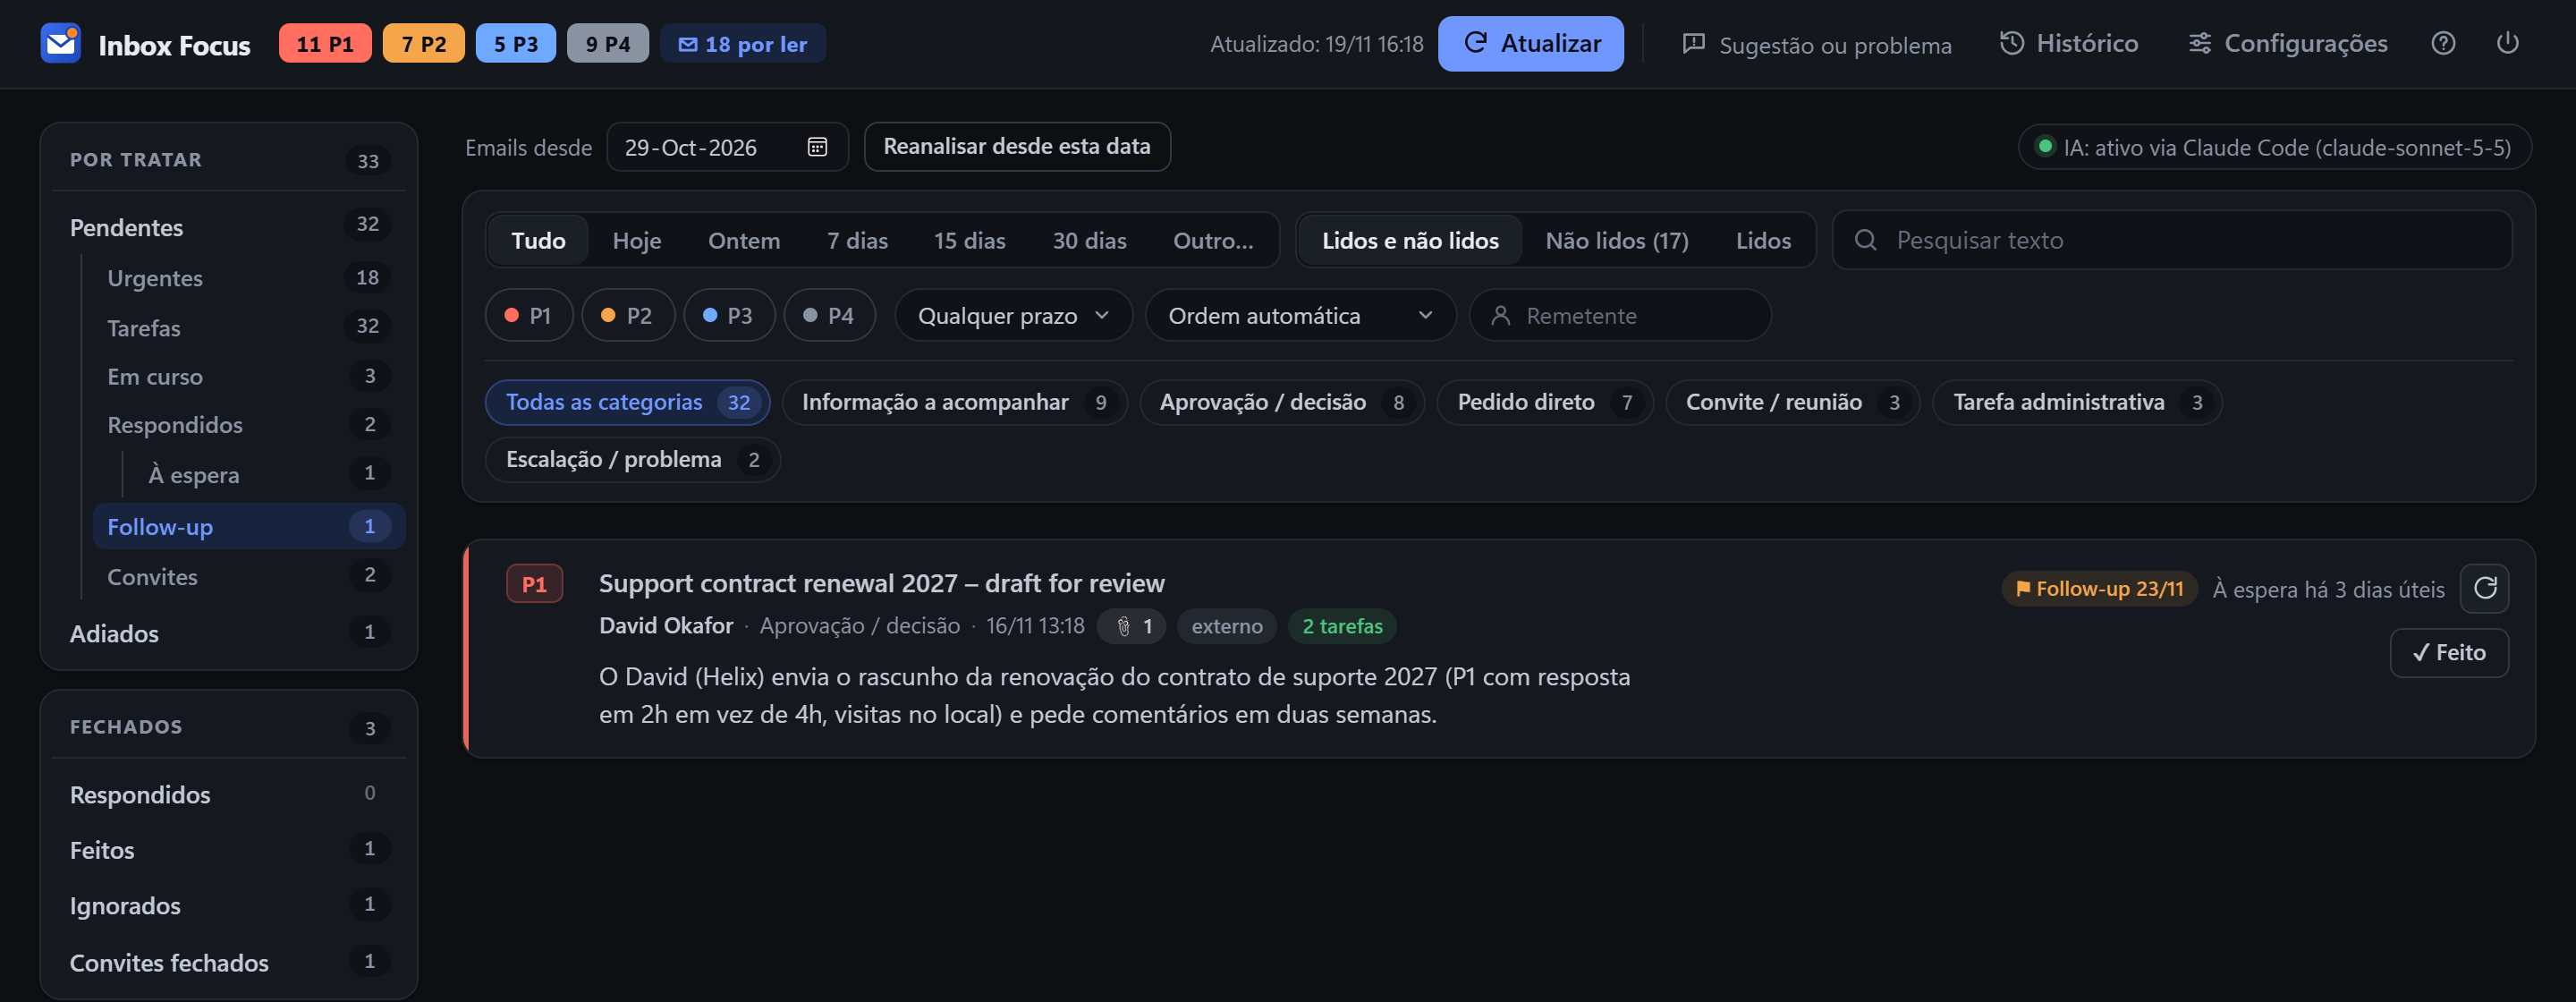 Inbox Focus 11 P1 7 P2 5 P3 9 P4 18 por ler Atualizado: 19/11 16:18 Atualizar Sugestão ou problema Histórico Configurações
POR TRATAR 33
Pendentes 32
Urgentes 18
Tarefas 32
Em curso 3
Respondidos 2
À espera 1
Follow-up 1
Convites 2
Adiados 1
FECHADOS 3
Respondidos 0
Feitos 1
Ignorados 1
Convites fechados 1
Emails desde 29-Oct-2026 Reanalisar desde esta data IA: ativo via Claude Code (claude-sonnet-5-5)
Tudo Hoje Ontem 7 dias 15 dias 30 dias Outro... Lidos e não lidos Não lidos (17) Lidos Pesquisar texto
P1 P2 P3 P4 Qualquer prazo Ordem automática Remetente
Todas as categorias 32 Informação a acompanhar 9 Aprovação / decisão 8 Pedido direto 7 Convite / reunião 3 Tarefa administrativa 3
Escalação / problema 2
P1 Support contract renewal 2027 – draft for review Follow-up 23/11 À espera há 3 dias úteis
David Okafor · Aprovação / decisão · 16/11 13:18 1 externo 2 tarefas
✓ Feito
O David (Helix) envia o rascunho da renovação do contrato de suporte 2027 (P1 com resposta
em 2h em vez de 4h, visitas no local) e pede comentários em duas semanas.